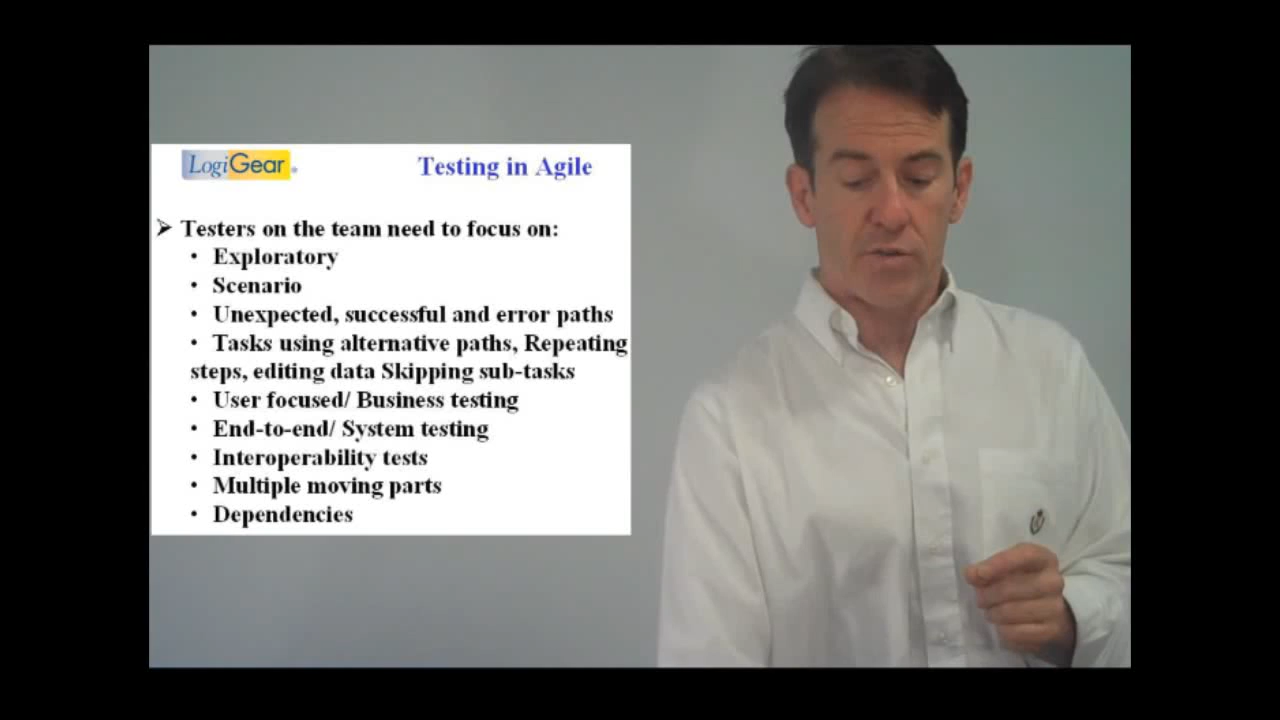 LogiGear
Testing in Agile
➢ Testers on the team need to focus on:
• Exploratory
• Scenario
• Unexpected, successful and error paths
• Tasks using alternative paths, Repeating
steps, editing data Skipping sub-tasks
• User focused/ Business testing
• End-to-end/ System testing
• Interoperability tests
• Multiple moving parts
• Dependencies